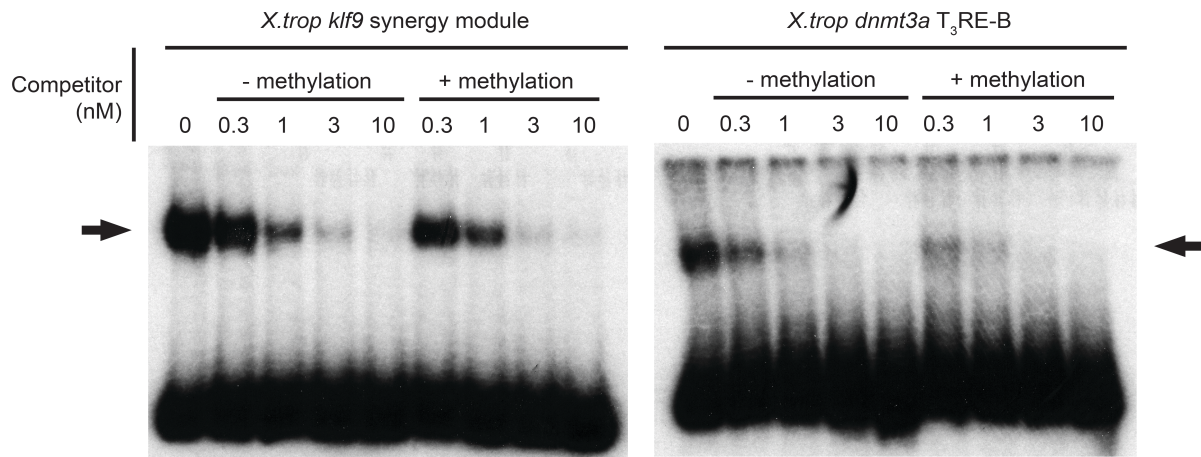 X.trop klf9 synergy module
X.trop dnmt3a T₃RE-B
Competitor
(nM)
- methylation
+ methylation
- methylation
+ methylation
0 0.3 1 3 10 0.3 1 3 10
0 0.3 1 3 10 0.3 1 3 10